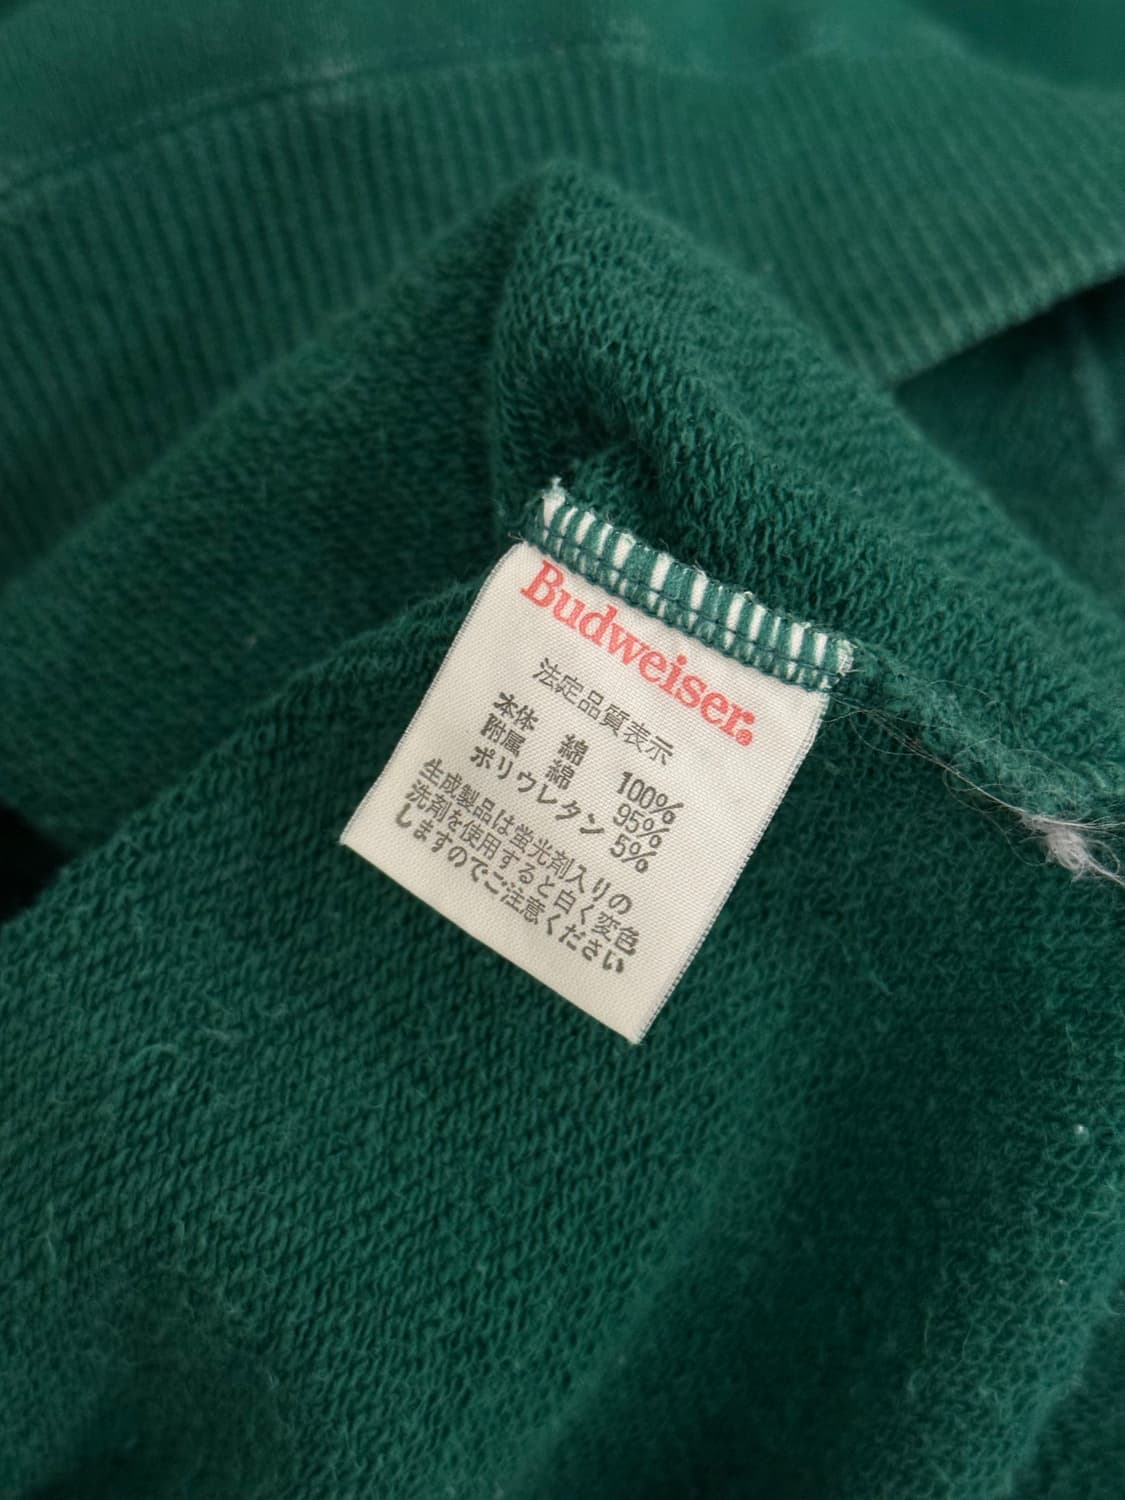 Budweiser®
法定品質表示
本体 綿 100%
附属 綿 95%
ポリウレタン 5%
生成製品は蛍光剤入りの
洗剤を使用すると白く変色
しますのでご注意ください